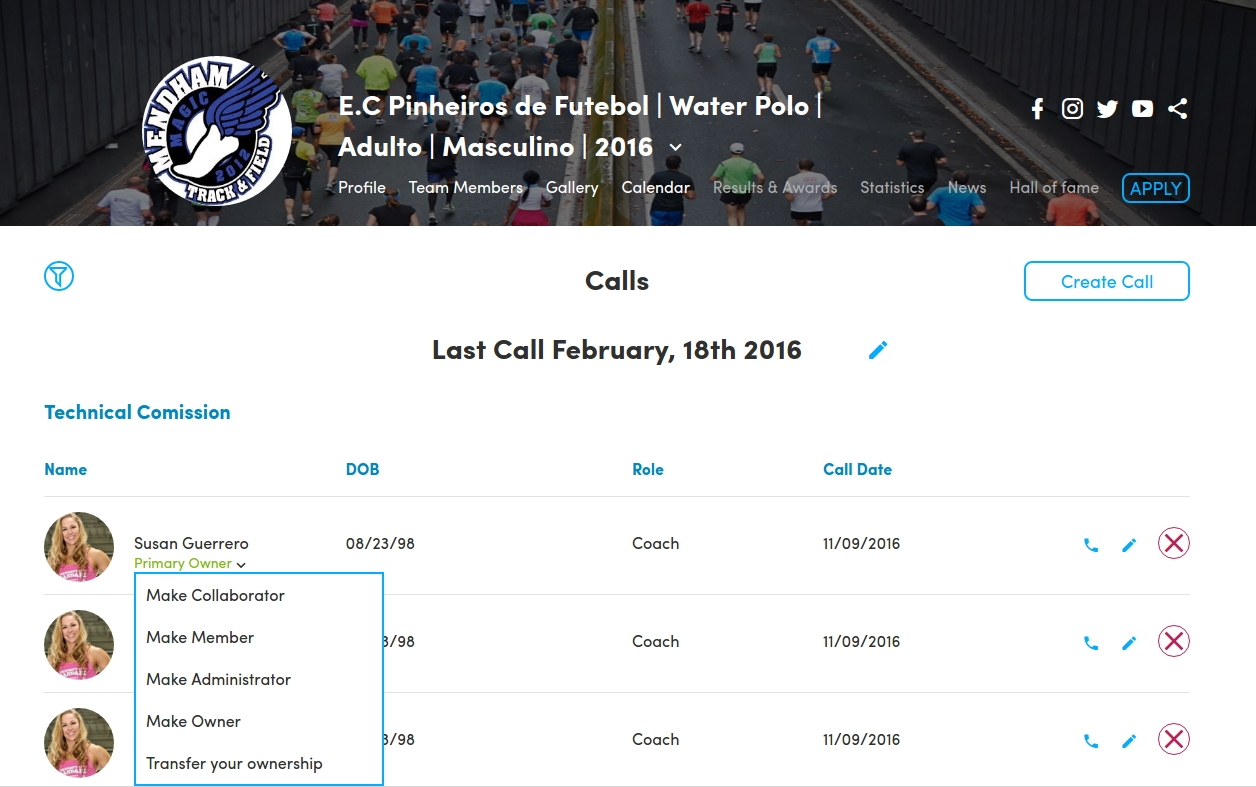 MENDHAM
MAGIC
2012
TRACK & FIELD
E.C Pinheiros de Futebol | Water Polo |
Adulto | Masculino | 2016
Profile Team Members Gallery Calendar Results & Awards Statistics News Hall of fame APPLY
Calls
Create Call
Last Call February, 18th 2016
Technical Comission
Name DOB Role Call Date
Susan Guerrero 08/23/98 Coach 11/09/2016
Primary Owner
Make Collaborator
Make Member
3/98 Coach 11/09/2016
Make Administrator
Make Owner
3/98 Coach 11/09/2016
Transfer your ownership